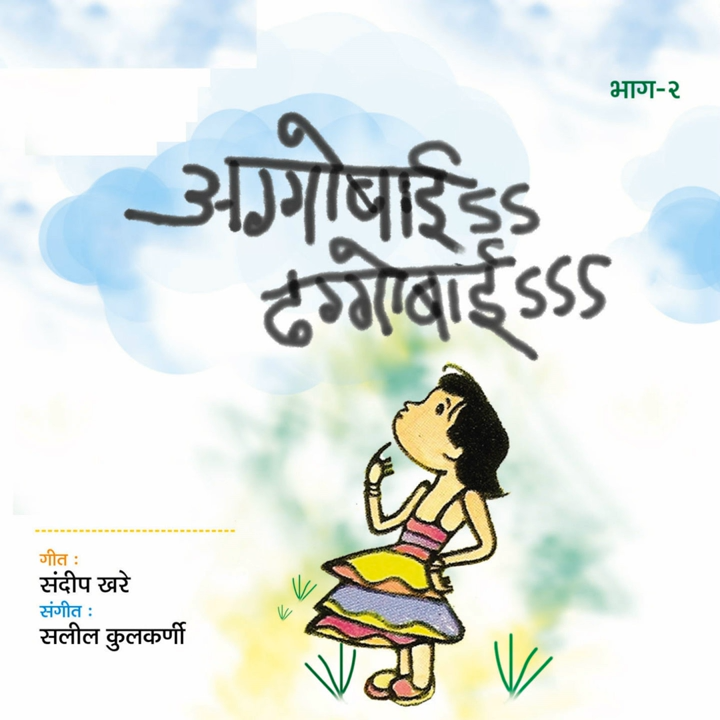 भाग-२
अग्गोबाईऽऽ
ढग्गोबाईऽऽऽ
गीत :
संदीप खरे
संगीत :
सलील कुलकर्णी